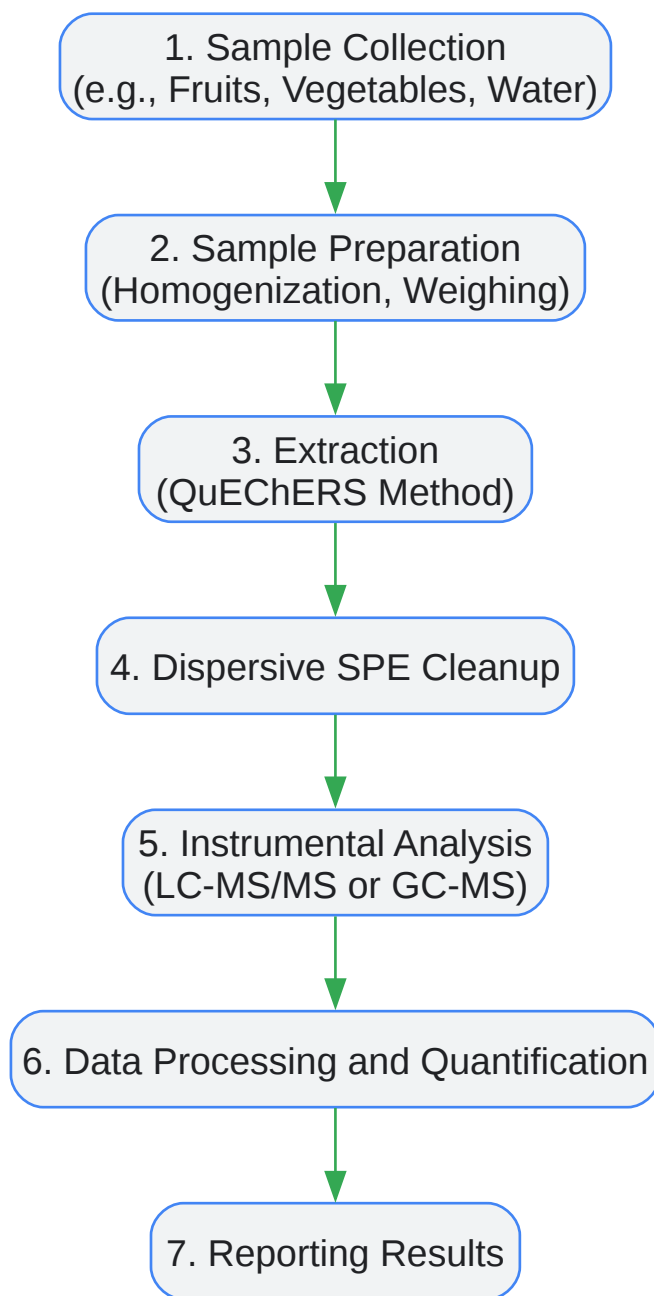 1. Sample Collection
(e.g., Fruits, Vegetables, Water)
2. Sample Preparation
(Homogenization, Weighing)
3. Extraction
(QuEChERS Method)
4. Dispersive SPE Cleanup
5. Instrumental Analysis
(LC-MS/MS or GC-MS)
6. Data Processing and Quantification
7. Reporting Results